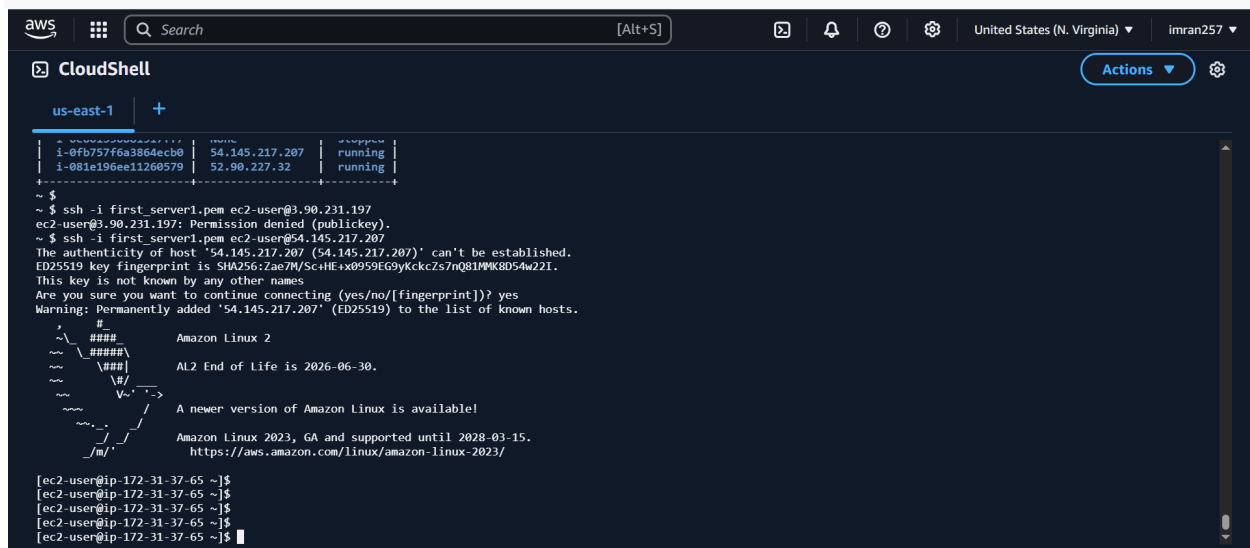 aws Search [Alt+S] United States (N. Virginia) ▼ imran257 ▼
CloudShell Actions ▼
us-east-1 +
| None | stopped |
| i-0fb757f6a3864ecb0 | 54.145.217.207 | running |
| i-081e196ee11260579 | 52.90.227.32 | running |
+----------------------+------------------+----------+
~ $
~ $ ssh -i first_server1.pem ec2-user@3.90.231.197
ec2-user@3.90.231.197: Permission denied (publickey).
~ $ ssh -i first_server1.pem ec2-user@54.145.217.207
The authenticity of host '54.145.217.207 (54.145.217.207)' can't be established.
ED25519 key fingerprint is SHA256:Zae7M/Sc+HE+x0959EG9yKckcZs7nQ81MMK8D54w22I.
This key is not known by any other names
Are you sure you want to continue connecting (yes/no/[fingerprint])? yes
Warning: Permanently added '54.145.217.207' (ED25519) to the list of known hosts.
   ,     #_
   ~\_  ####_        Amazon Linux 2
  ~~  \_#####\
  ~~     \###|       AL2 End of Life is 2026-06-30.
  ~~       \#/ ___
   ~~       V~' '->
    ~~~         /    A newer version of Amazon Linux is available!
      ~~._.   _/
         _/ _/       Amazon Linux 2023, GA and supported until 2028-03-15.
       _/m/'           https://aws.amazon.com/linux/amazon-linux-2023/
[ec2-user@ip-172-31-37-65 ~]$
[ec2-user@ip-172-31-37-65 ~]$
[ec2-user@ip-172-31-37-65 ~]$
[ec2-user@ip-172-31-37-65 ~]$
[ec2-user@ip-172-31-37-65 ~]$